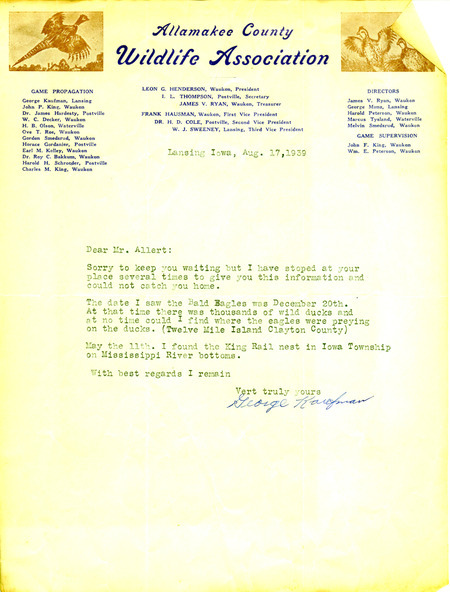 Allamakee County
Wildlife Association
GAME PROPAGATION
George Kaufman, Lansing
John P. King, Waukon
Dr. James Hardesty, Postville
W. C. Decker, Waukon
H. B. Olson, Waterville
Ove T. Roe, Waukon
Gordon Smedsrud, Waukon
Horace Gordanier, Postville
Earl M. Kelley, Waukon
Dr. Roy C. Bakkum, Waukon
Harold H. Schroeder, Postville
Charles M. King, Waukon
LEON G. HENDERSON, Waukon, President
I. L. THOMPSON, Postville, Secretary
JAMES V. RYAN, Waukon, Treasurer
FRANK HAUSMAN, Waukon, First Vice President
DR. H. D. COLE, Postville, Second Vice President
W. J. SWEENEY, Lansing, Third Vice President
DIRECTORS
James V. Ryan, Waukon
George Mons, Lansing
Harold Peterson, Waukon
Marcus Tysland, Waterville
Melvin Smedsrud, Waukon
GAME SUPERVISION
John F. King, Waukon
Wm. E. Peterson, Waukon
Lansing Iowa, Aug. 17,1939
Dear Mr. Allert:
Sorry to keep you waiting but I have stoped at your
place several times to give you this information and
could not catch you home.
The date I saw the Bald Eagles was December 20th.
At that time there was thousands of wild ducks and
at no time could I find where the eagles were preying
on the ducks. (Twelve Mile Island Clayton County)
May the 11th. I found the King Rail nest in Iowa Township
on Mississippi River bottoms.
With best regards I remain
Vert truly yours
George Kaufman